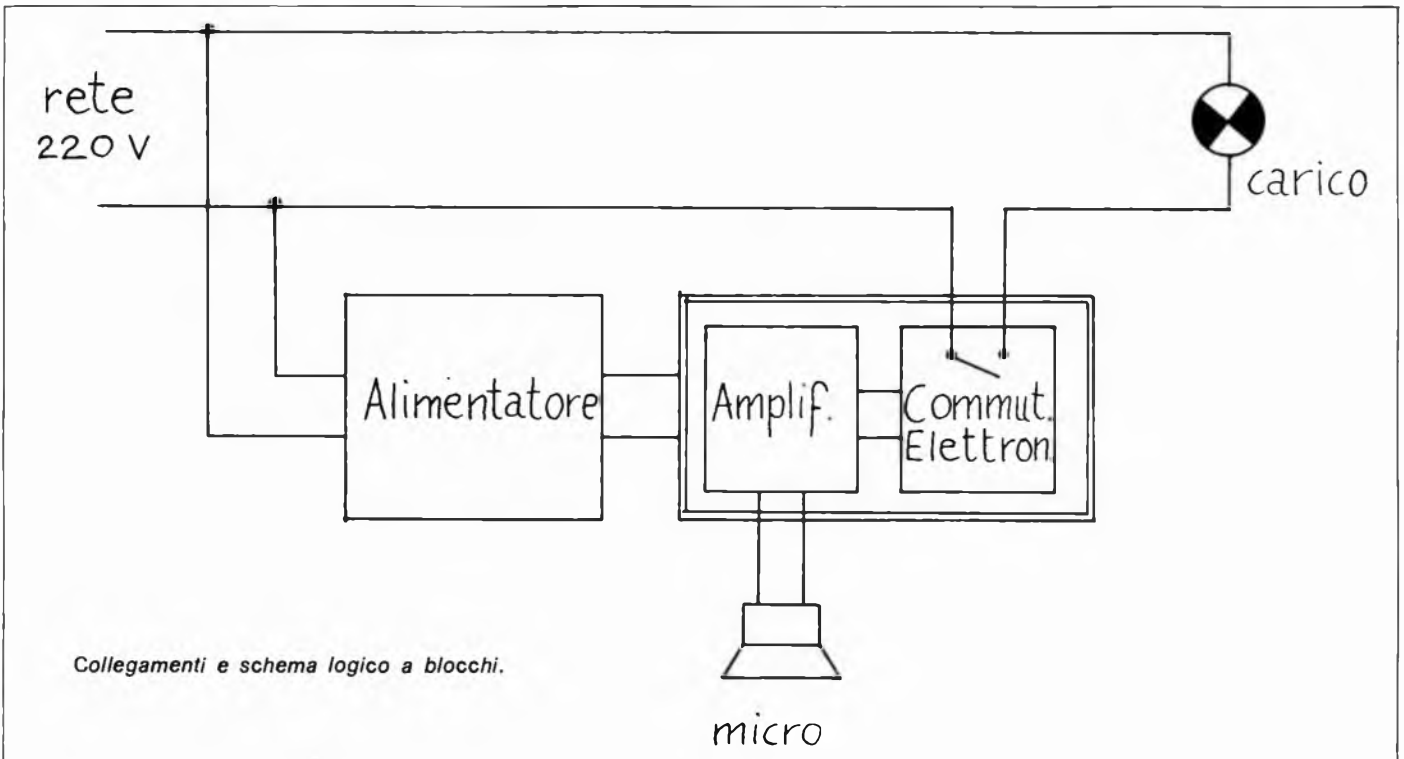 rete
220 V
carico
Alimentatore
Amplif.
Commut.
Elettron.
Collegamenti e schema logico a blocchi.
micro